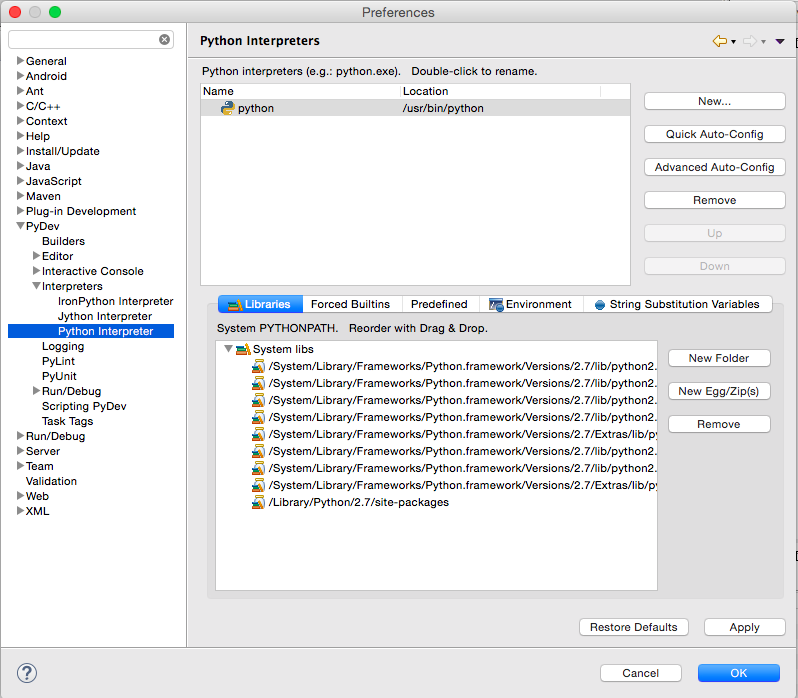 Preferences
General
Android
Ant
C/C++
Context
Help
Install/Update
Java
JavaScript
Maven
Plug-in Development
PyDev
Builders
Editor
Interactive Console
Interpreters
IronPython Interpreter
Jython Interpreter
Python Interpreter
Logging
PyLint
PyUnit
Run/Debug
Scripting PyDev
Task Tags
Run/Debug
Server
Team
Validation
Web
XML
Python Interpreters
Python interpreters (e.g.: python.exe).   Double-click to rename.
Name Location
python /usr/bin/python
New...
Quick Auto-Config
Advanced Auto-Config
Remove
Up
Down
Libraries Forced Builtins Predefined Environment String Substitution Variables
System PYTHONPATH.   Reorder with Drag & Drop.
System libs
/System/Library/Frameworks/Python.framework/Versions/2.7/lib/python2.
/System/Library/Frameworks/Python.framework/Versions/2.7/lib/python2.
/System/Library/Frameworks/Python.framework/Versions/2.7/lib/python2.
/System/Library/Frameworks/Python.framework/Versions/2.7/lib/python2.
/System/Library/Frameworks/Python.framework/Versions/2.7/Extras/lib/py
/System/Library/Frameworks/Python.framework/Versions/2.7/lib/python2.
/System/Library/Frameworks/Python.framework/Versions/2.7/lib/python2.
/System/Library/Frameworks/Python.framework/Versions/2.7/Extras/lib/py
/Library/Python/2.7/site-packages
New Folder
New Egg/Zip(s)
Remove
Restore Defaults Apply
? Cancel OK